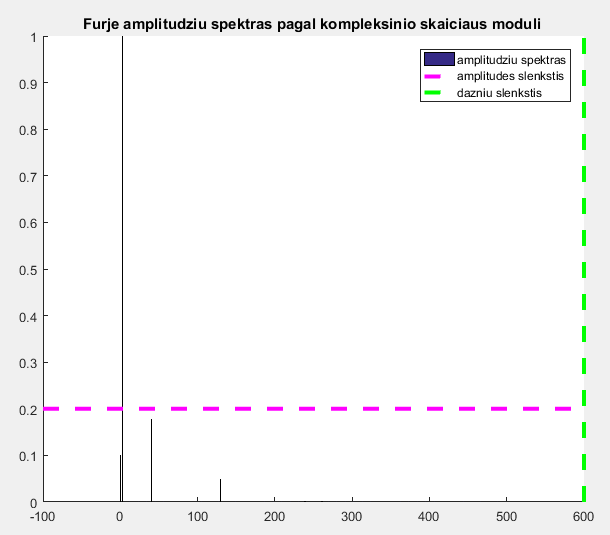 Furje amplitudziu spektras pagal kompleksinio skaiciaus moduli
amplitudziu spektras
amplitudes slenkstis
dazniu slenkstis
1
0.9
0.8
0.7
0.6
0.5
0.4
0.3
0.2
0.1
0
-100 0 100 200 300 400 500 600